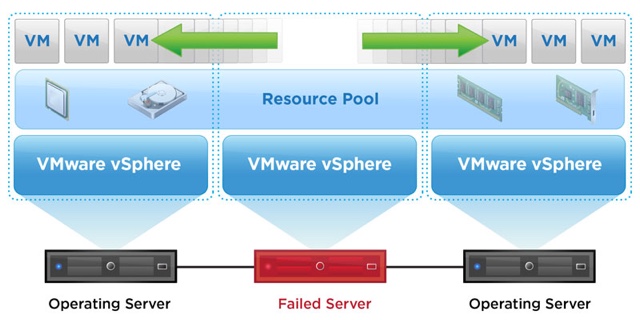 VM VM VM VM VM VM
Resource Pool
VMware vSphere VMware vSphere VMware vSphere
Operating Server Failed Server Operating Server